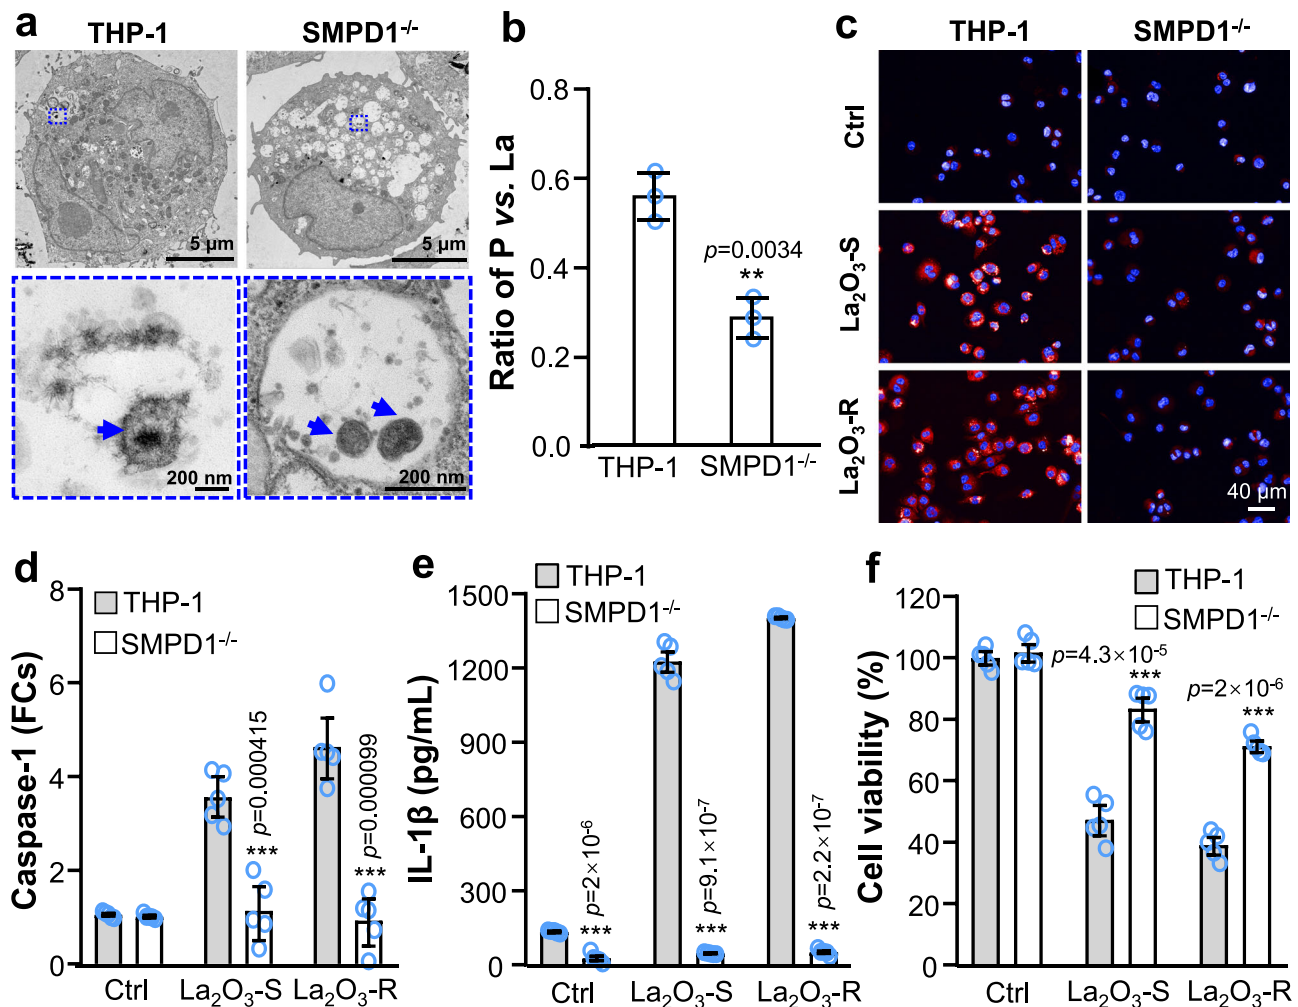 a
THP-1
SMPD1⁻/⁻
5 µm
5 µm
200 nm
200 nm
b
Ratio of P vs. La
0.8
0.6
0.4
0.2
0.0
p=0.0034
**
THP-1
SMPD1⁻/⁻
c
THP-1
SMPD1⁻/⁻
Ctrl
La₂O₃-S
La₂O₃-R
40 µm
d
Caspase-1 (FCs)
8
6
4
2
0
THP-1
SMPD1⁻/⁻
p=0.000415
***
p=0.000099
***
Ctrl
La₂O₃-S
La₂O₃-R
e
IL-1β (pg/mL)
1500
1200
900
600
300
0
THP-1
SMPD1⁻/⁻
p=2×10⁻⁶
***
p=9.1×10⁻⁷
***
p=2.2×10⁻⁷
***
Ctrl
La₂O₃-S
La₂O₃-R
f
Cell viability (%)
120
100
80
60
40
20
0
THP-1
SMPD1⁻/⁻
p=4.3×10⁻⁵
***
p=2×10⁻⁶
***
Ctrl
La₂O₃-S
La₂O₃-R